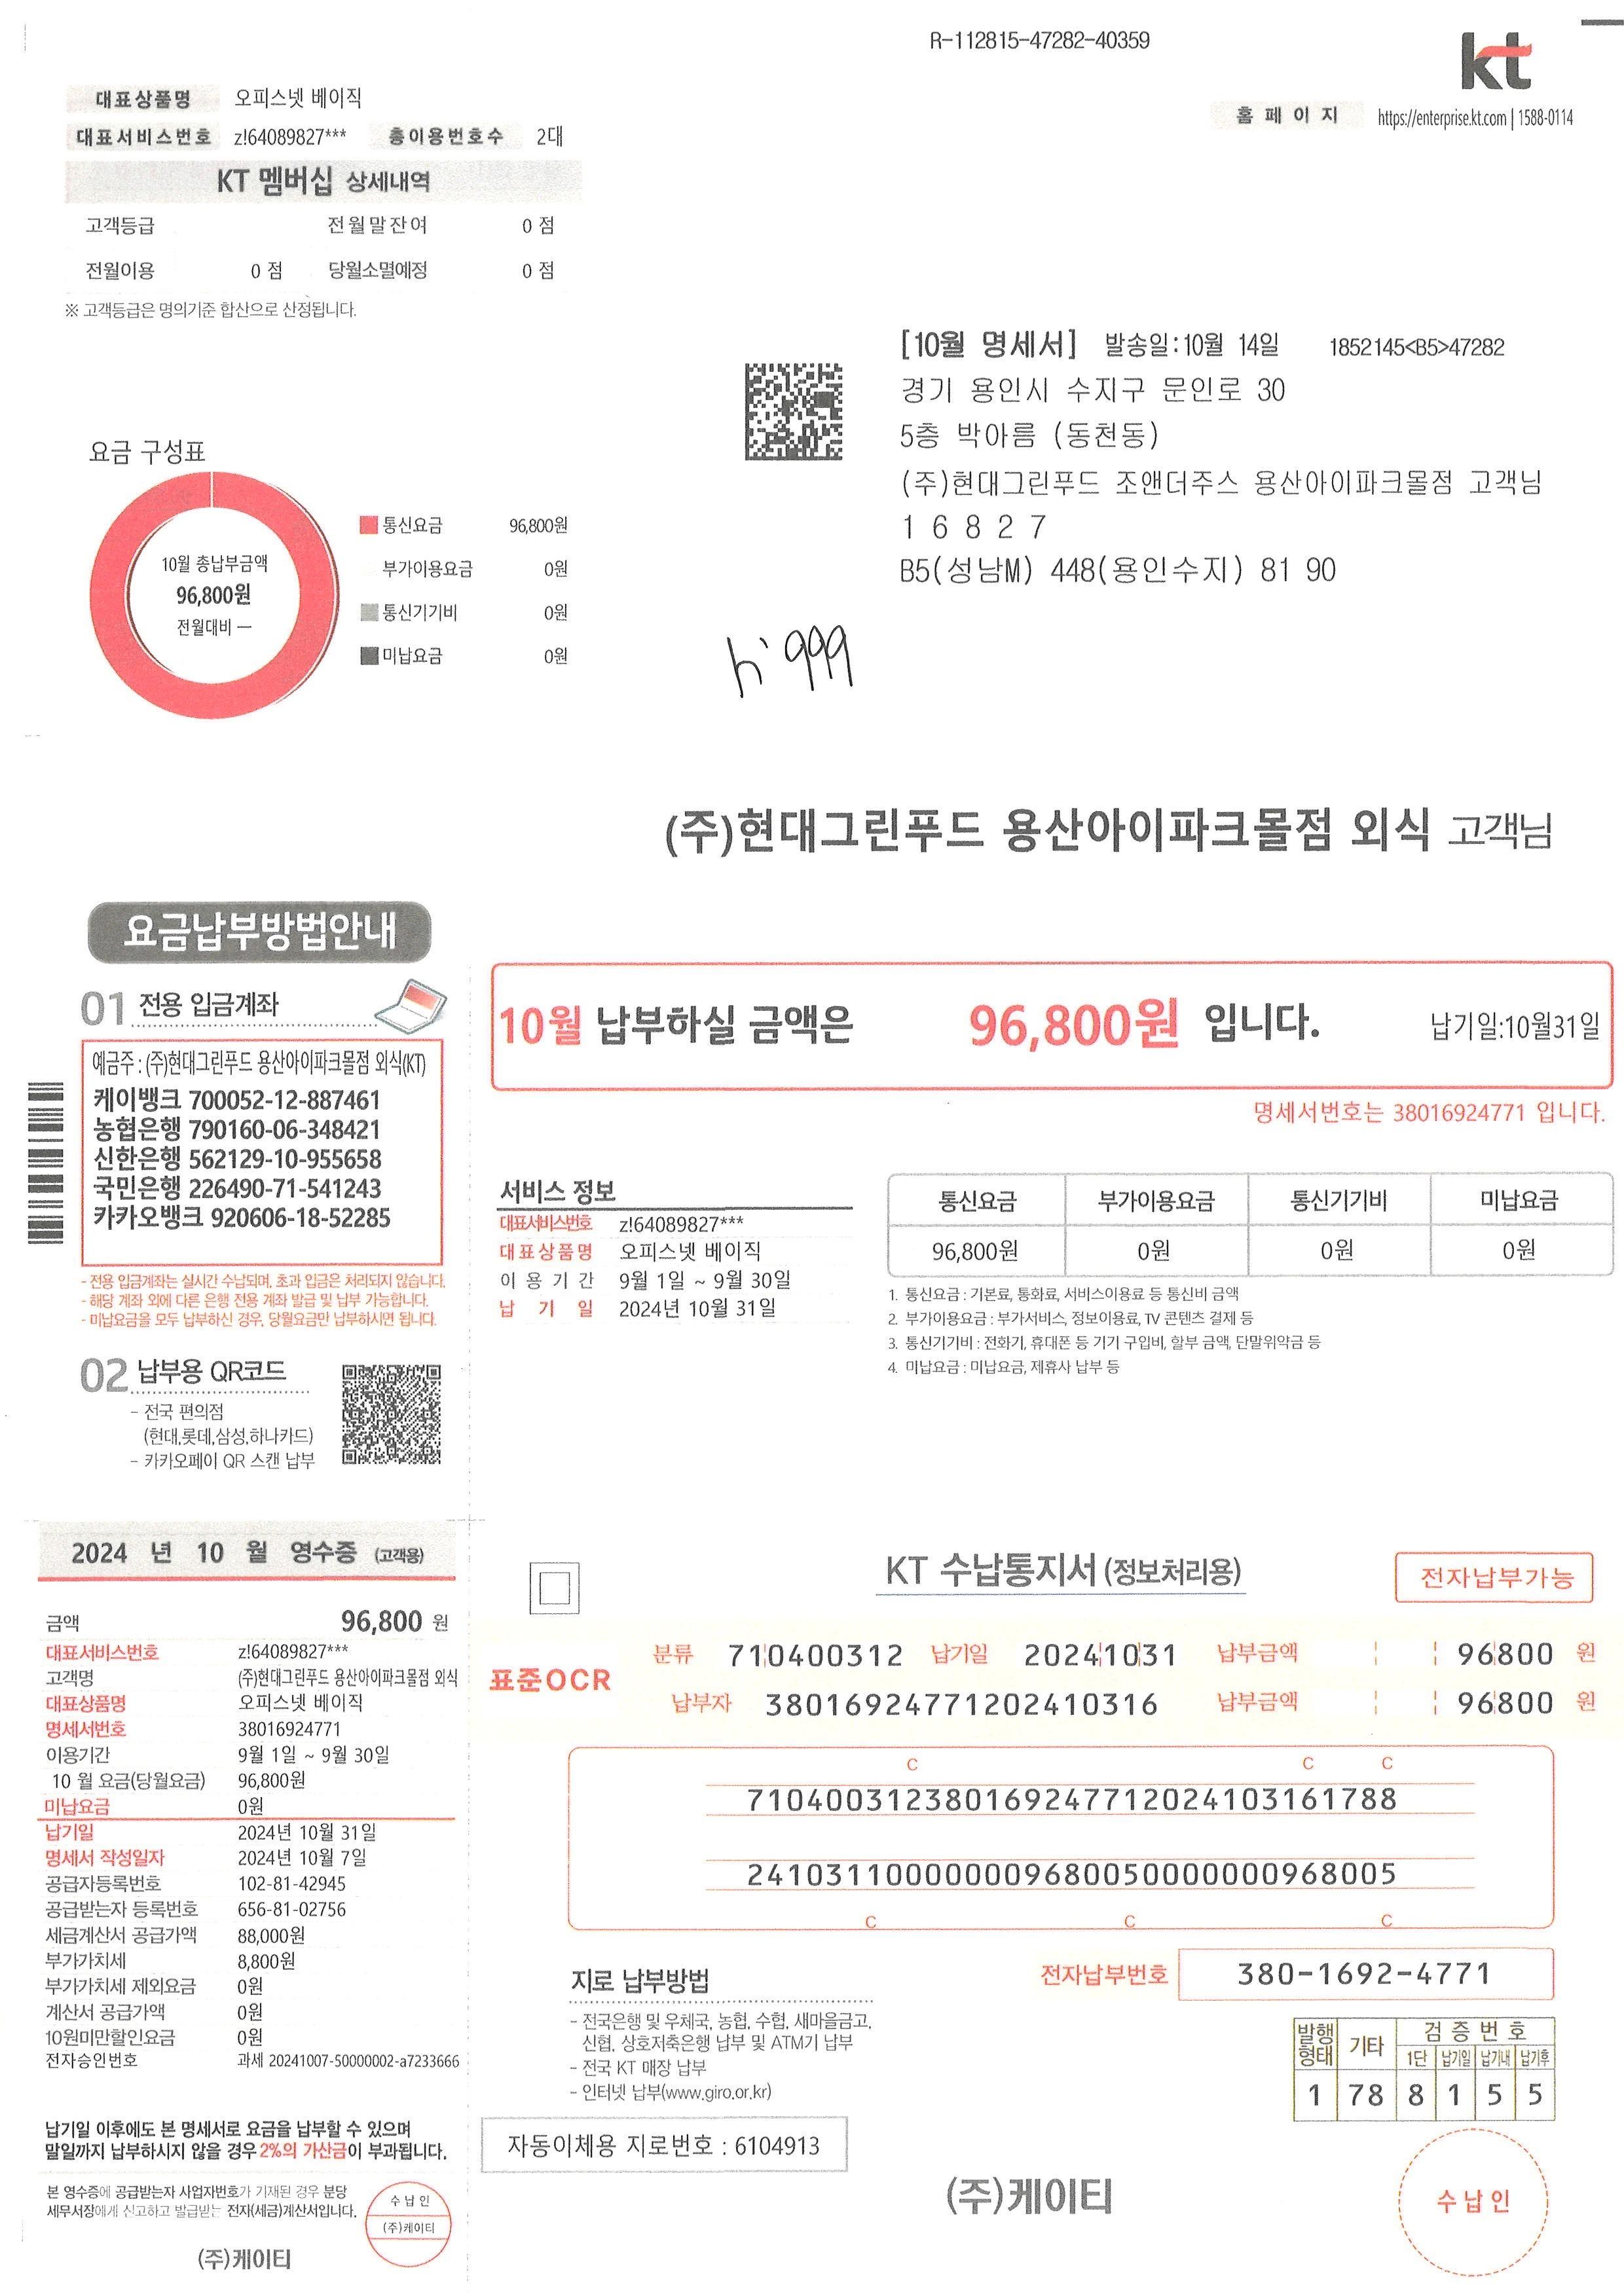 R-112815-47282-40359
kt
홈 페 이 지 https://enterprise.kt.com | 1588-0114
대표상품명 오피스넷 베이직
대표서비스번호 z!64089827*** 총이용번호수 2대
KT 멤버십 상세내역
고객등급 전월말잔여 0 점
전월이용 0 점 당월소멸예정 0 점
※ 고객등급은 명의기준 합산으로 산정됩니다.
[10월 명세서] 발송일:10월 14일 1852145<B5>47282
경기 용인시 수지구 문인로 30
5층 박아름 (동천동)
(주)현대그린푸드 조앤더주스 용산아이파크몰점 고객님
1 6 8 2 7
B5(성남M) 448(용인수지) 81 90
요금 구성표
10월 총납부금액
96,800원
전월대비 ─
통신요금 96,800원
부가이용요금 0원
통신기기비 0원
미납요금 0원
(주)현대그린푸드 용산아이파크몰점 외식 고객님
요금납부방법안내
01 전용 입금계좌
예금주 : (주)현대그린푸드 용산아이파크몰점 외식(KT)
케이뱅크 700052-12-887461
농협은행 790160-06-348421
신한은행 562129-10-955658
국민은행 226490-71-541243
카카오뱅크 920606-18-52285
- 전용 입금계좌는 실시간 수납되며, 초과 입금은 처리되지 않습니다.
- 해당 계좌 외에 다른 은행 전용 계좌 발급 및 납부 가능합니다.
- 미납요금을 모두 납부하신 경우, 당월요금만 납부하시면 됩니다.
02 납부용 QR코드
- 전국 편의점
(현대,롯데,삼성,하나카드)
- 카카오페이 QR 스캔 납부
10월 납부하실 금액은 96,800원 입니다. 납기일:10월31일
명세서번호는 38016924771 입니다.
서비스 정보
대표서비스번호 z!64089827***
대표상품명 오피스넷 베이직
이 용 기 간 9월 1일 ~ 9월 30일
납 기 일 2024년 10월 31일
통신요금 부가이용요금 통신기기비 미납요금
96,800원 0원 0원 0원
1. 통신요금 : 기본료, 통화료, 서비스이용료 등 통신비 금액
2. 부가이용요금 : 부가서비스, 정보이용료, TV 콘텐츠 결제 등
3. 통신기기비 : 전화기, 휴대폰 등 기기 구입비, 할부 금액, 단말위약금 등
4. 미납요금 : 미납요금, 제휴사 납부 등
2024 년 10 월 영수증 (고객용)
금액 96,800 원
대표서비스번호 z!64089827***
고객명 (주)현대그린푸드 용산아이파크몰점 외식
대표상품명 오피스넷 베이직
명세서번호 38016924771
이용기간 9월 1일 ~ 9월 30일
10 월 요금(당월요금) 96,800원
미납요금 0원
납기일 2024년 10월 31일
명세서 작성일자 2024년 10월 7일
공급자등록번호 102-81-42945
공급받는자 등록번호 656-81-02756
세금계산서 공급가액 88,000원
부가가치세 8,800원
부가가치세 제외요금 0원
계산서 공급가액 0원
10원미만할인요금 0원
전자승인번호 과세 20241007-50000002-a7233666
납기일 이후에도 본 명세서로 요금을 납부할 수 있으며
말일까지 납부하시지 않을 경우 2%의 가산금이 부과됩니다.
본 영수증에 공급받는자 사업자번호가 기재된 경우 분당
세무서장에게 신고하고 발급받는 전자(세금)계산서입니다.
수 납 인
(주)케이티
(주)케이티
KT 수납통지서 (정보처리용)
전자납부가능
표준OCR
분류 710400312 납기일 20241031 납부금액 96800 원
납부자 38016924771202410316 납부금액 96800 원
C C C
710400312380169247712024103161788
24103110000000968005000000096​8005
C C C
지로 납부방법
- 전국은행 및 우체국, 농협, 수협, 새마을금고,
신협, 상호저축은행 납부 및 ATM기 납부
- 전국 KT 매장 납부
- 인터넷 납부(www.giro.or.kr)
전자납부번호 380-1692-4771
발행형태 기타 검 증 번 호
1단 납기일 납기내 납기후
1 78 8 1 5 5
자동이체용 지로번호 : 6104913
(주)케이티
수 납 인